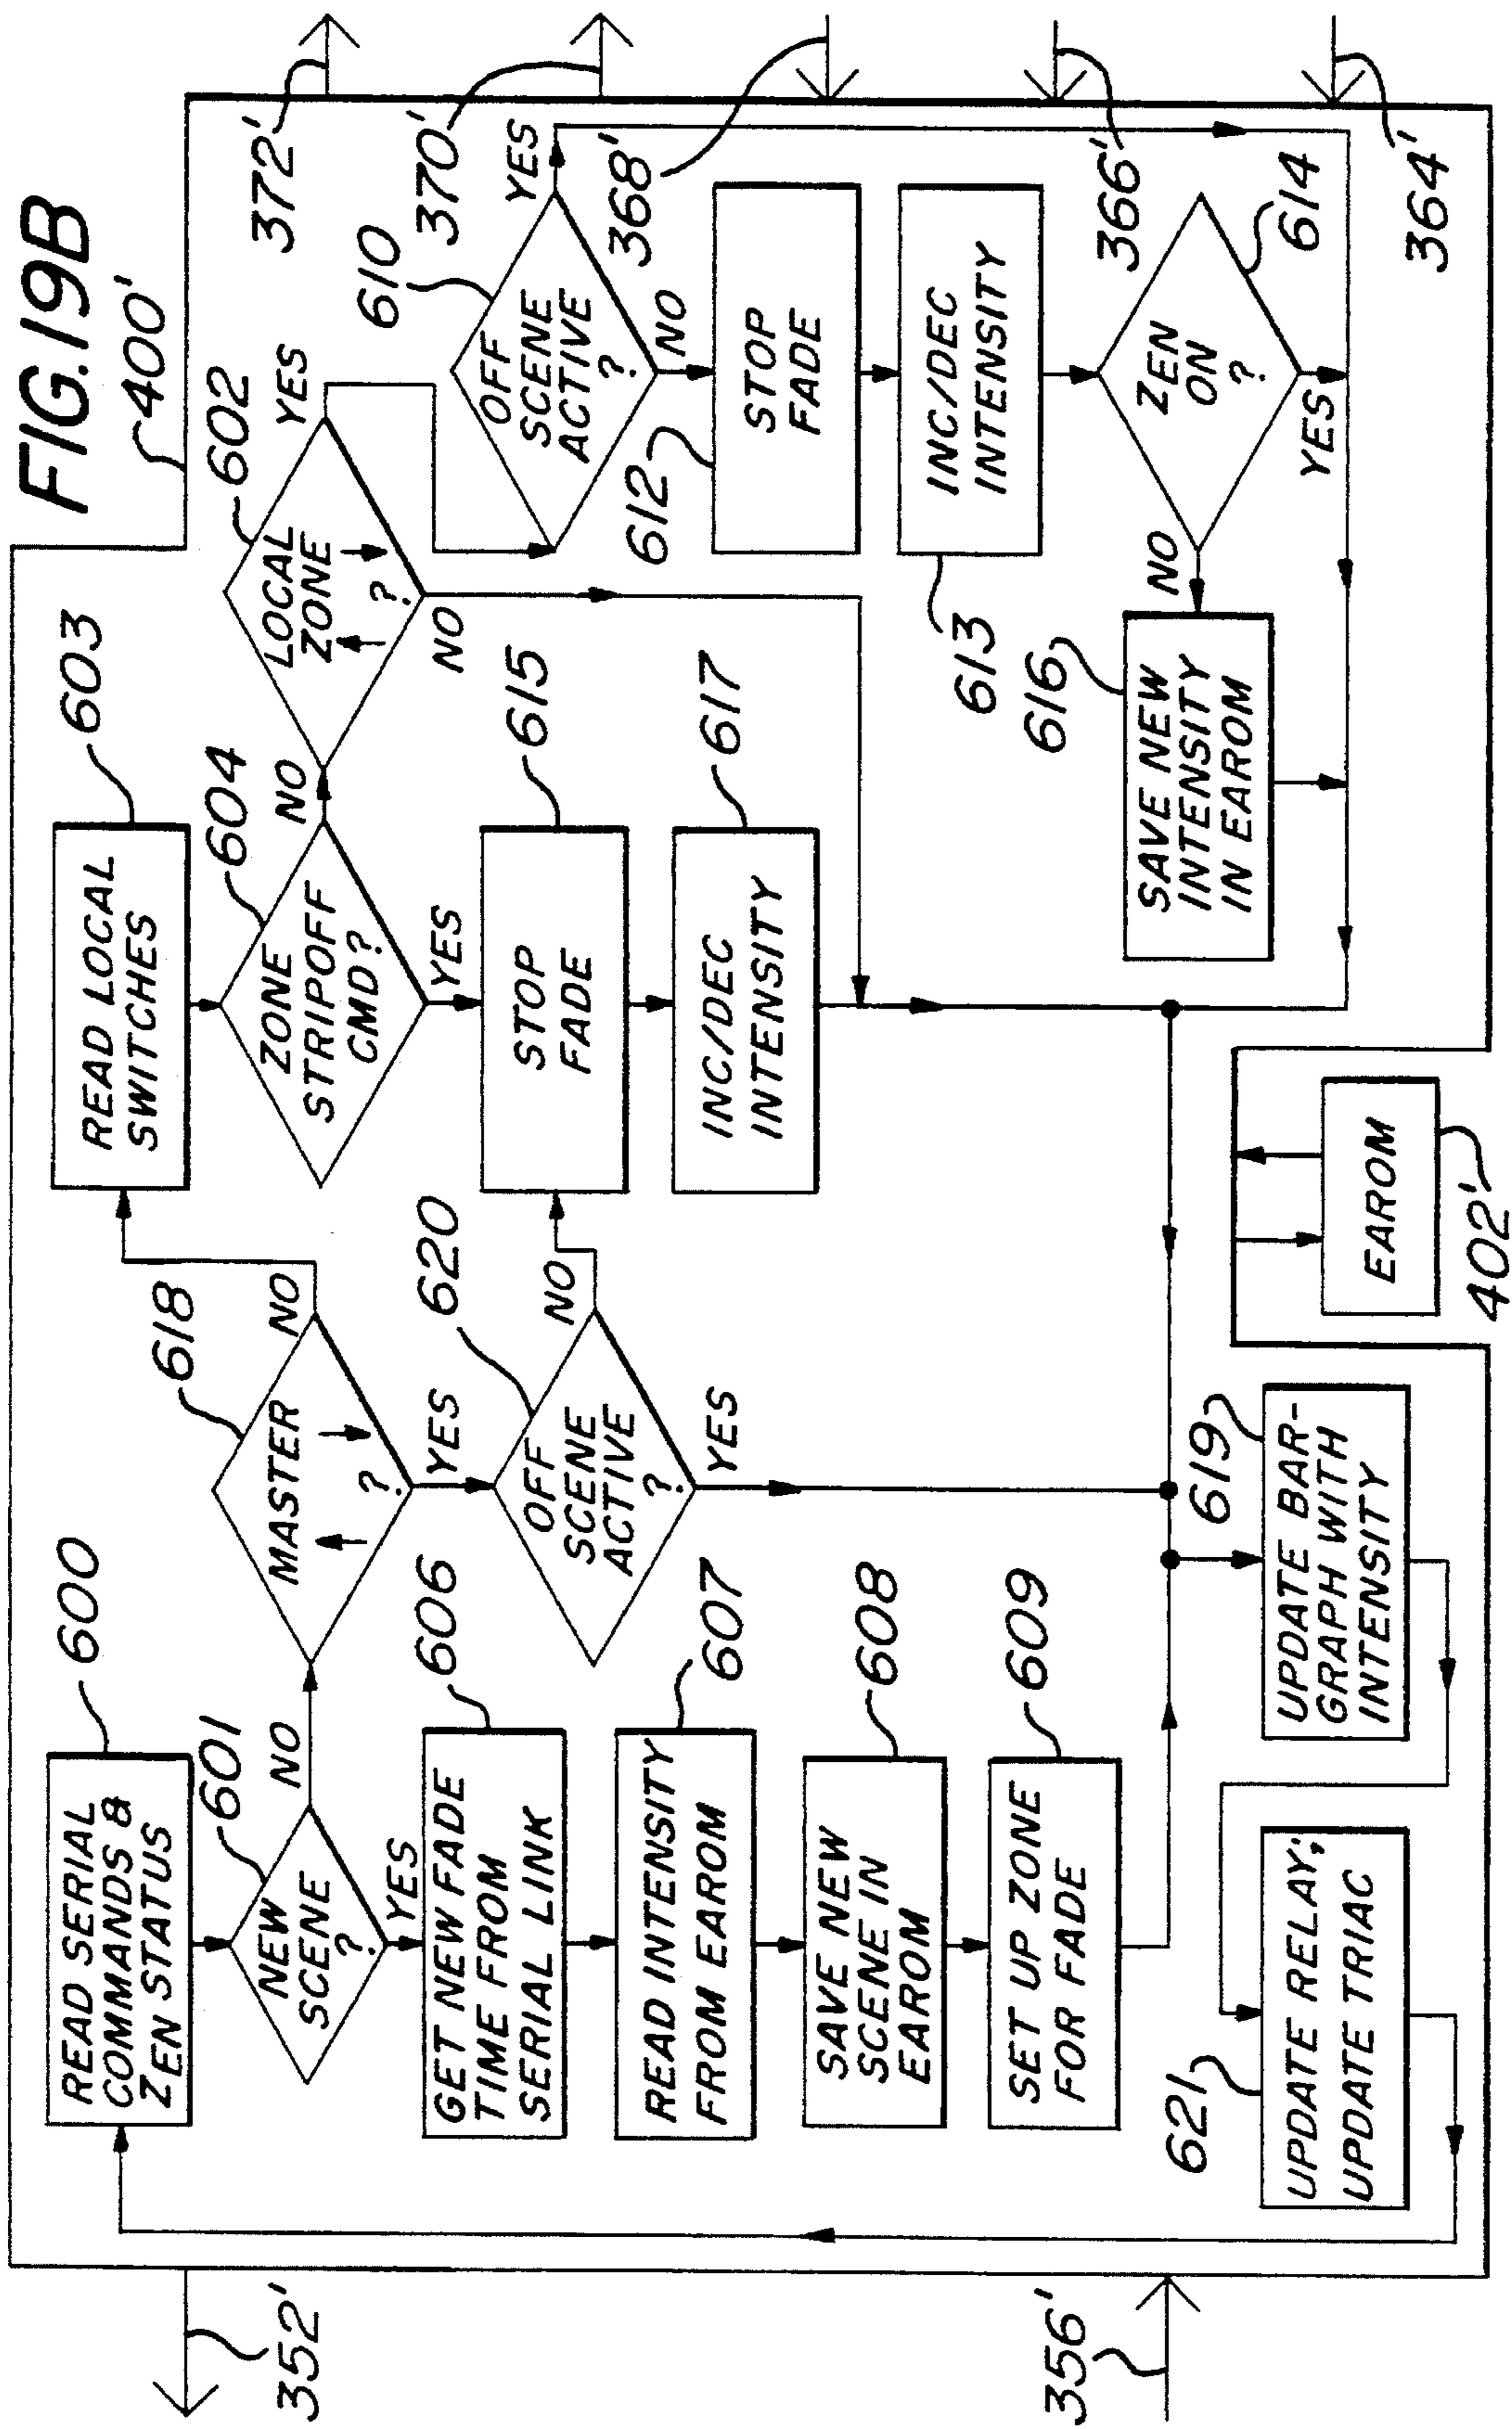 FIG.19B
400'
372'
370'
368'
366'
364'
352'
356'
600
READ SERIAL
COMMANDS &
ZEN STATUS
601
NEW
SCENE
?
NO
YES
606
GET NEW FADE
TIME FROM
SERIAL LINK
607
READ INTENSITY
FROM EAROM
608
SAVE NEW
SCENE IN
EAROM
609
SET UP ZONE
FOR FADE
618
MASTER
↑ ? ↓
NO
YES
620
OFF
SCENE
ACTIVE
?
NO
YES
603
READ LOCAL
SWITCHES
604
ZONE
STRIPOFF
CMD?
NO
YES
615
STOP
FADE
617
INC/DEC
INTENSITY
602
LOCAL
ZONE
↑ ? ↓
YES
NO
610
OFF
SCENE
ACTIVE
?
YES
NO
612
STOP
FADE
613
INC/DEC
INTENSITY
614
ZEN
ON
?
NO
YES
616
SAVE NEW
INTENSITY
IN EAROM
619
UPDATE BAR-
GRAPH WITH
INTENSITY
621
UPDATE RELAY;
UPDATE TRIAC
EAROM
402'